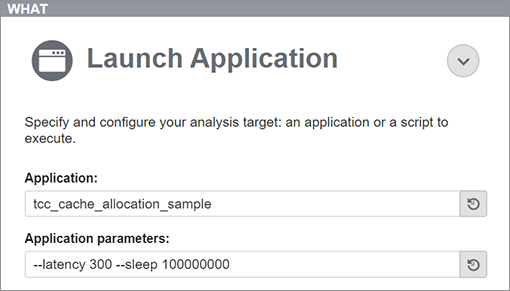 WHAT
Launch Application
Specify and configure your analysis target: an application or a script to
execute.
Application:
tcc_cache_allocation_sample
Application parameters:
--latency 300 --sleep 100000000